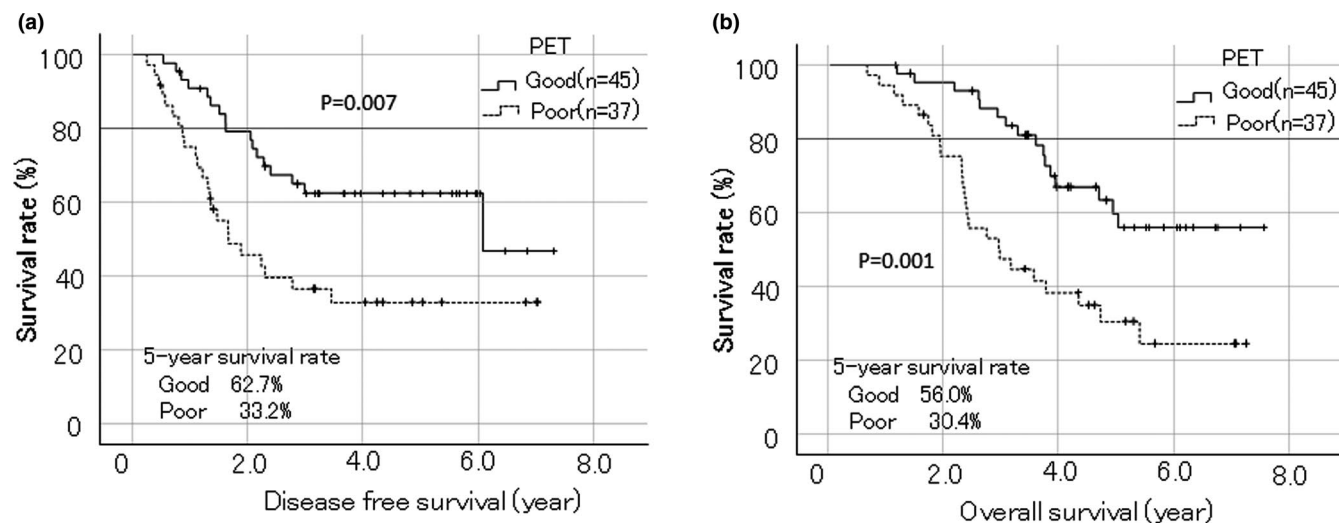 (a)
PET
Good(n=45)
Poor(n=37)
P=0.007
Survival rate (%)
100
80
60
40
20
0
5-year survival rate
Good 62.7%
Poor 33.2%
0 2.0 4.0 6.0 8.0
Disease free survival (year)
(b)
PET
Good(n=45)
Poor(n=37)
P=0.001
Survival rate (%)
100
80
60
40
20
0
5-year survival rate
Good 56.0%
Poor 30.4%
0 2.0 4.0 6.0 8.0
Overall survival (year)